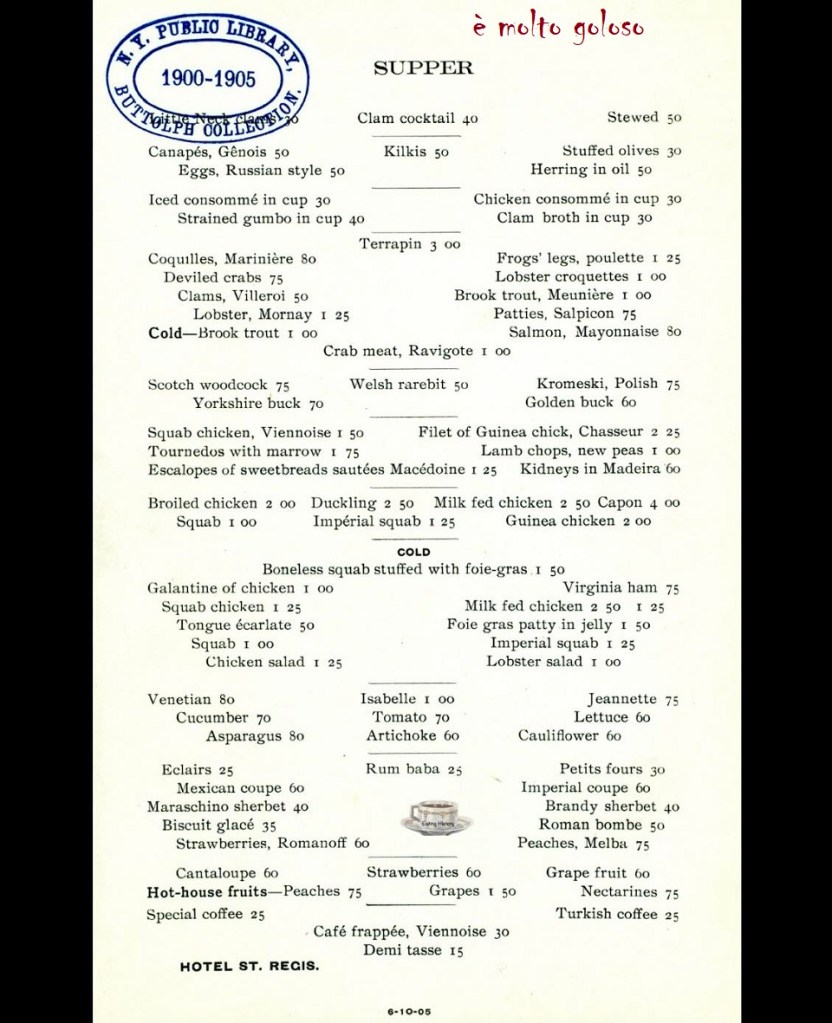 è molto goloso
N. Y. PUBLIC LIBRARY,
1900-1905
BUTTOLPH COLLECTION.
SUPPER
Little Neck clams 30 Clam cocktail 40 Stewed 50
Canapés, Gênois 50 Kilkis 50 Stuffed olives 30
Eggs, Russian style 50 Herring in oil 50
Iced consommé in cup 30 Chicken consommé in cup 30
Strained gumbo in cup 40 Clam broth in cup 30
Terrapin 3 00
Coquilles, Marinière 80 Frogs' legs, poulette 1 25
Deviled crabs 75 Lobster croquettes 1 00
Clams, Villeroi 50 Brook trout, Meunière 1 00
Lobster, Mornay 1 25 Patties, Salpicon 75
Cold—Brook trout 1 00 Salmon, Mayonnaise 80
Crab meat, Ravigote 1 00
Scotch woodcock 75 Welsh rarebit 50 Kromeski, Polish 75
Yorkshire buck 70 Golden buck 60
Squab chicken, Viennoise 1 50 Filet of Guinea chick, Chasseur 2 25
Tournedos with marrow 1 75 Lamb chops, new peas 1 00
Escalopes of sweetbreads sautées Macédoine 1 25 Kidneys in Madeira 60
Broiled chicken 2 00 Duckling 2 50 Milk fed chicken 2 50 Capon 4 00
Squab 1 00 Impérial squab 1 25 Guinea chicken 2 00
COLD
Boneless squab stuffed with foie-gras 1 50
Galantine of chicken 1 00 Virginia ham 75
Squab chicken 1 25 Milk fed chicken 2 50 1 25
Tongue écarlate 50 Foie gras patty in jelly 1 50
Squab 1 00 Imperial squab 1 25
Chicken salad 1 25 Lobster salad 1 00
Venetian 80 Isabelle 1 00 Jeannette 75
Cucumber 70 Tomato 70 Lettuce 60
Asparagus 80 Artichoke 60 Cauliflower 60
Eclairs 25 Rum baba 25 Petits fours 30
Mexican coupe 60 Imperial coupe 60
Maraschino sherbet 40 Brandy sherbet 40
Biscuit glacé 35 Roman bombe 50
Strawberries, Romanoff 60 Peaches, Melba 75
Cantaloupe 60 Strawberries 60 Grape fruit 60
Hot-house fruits—Peaches 75 Grapes 1 50 Nectarines 75
Special coffee 25 Turkish coffee 25
Café frappée, Viennoise 30
Demi tasse 15
HOTEL ST. REGIS.
6-10-05